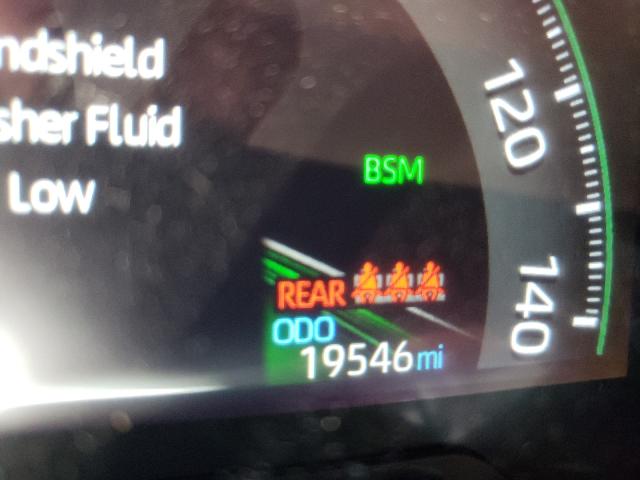 ndshield
sher Fluid
Low
BSM
120
REAR
140
ODO
19546 mi